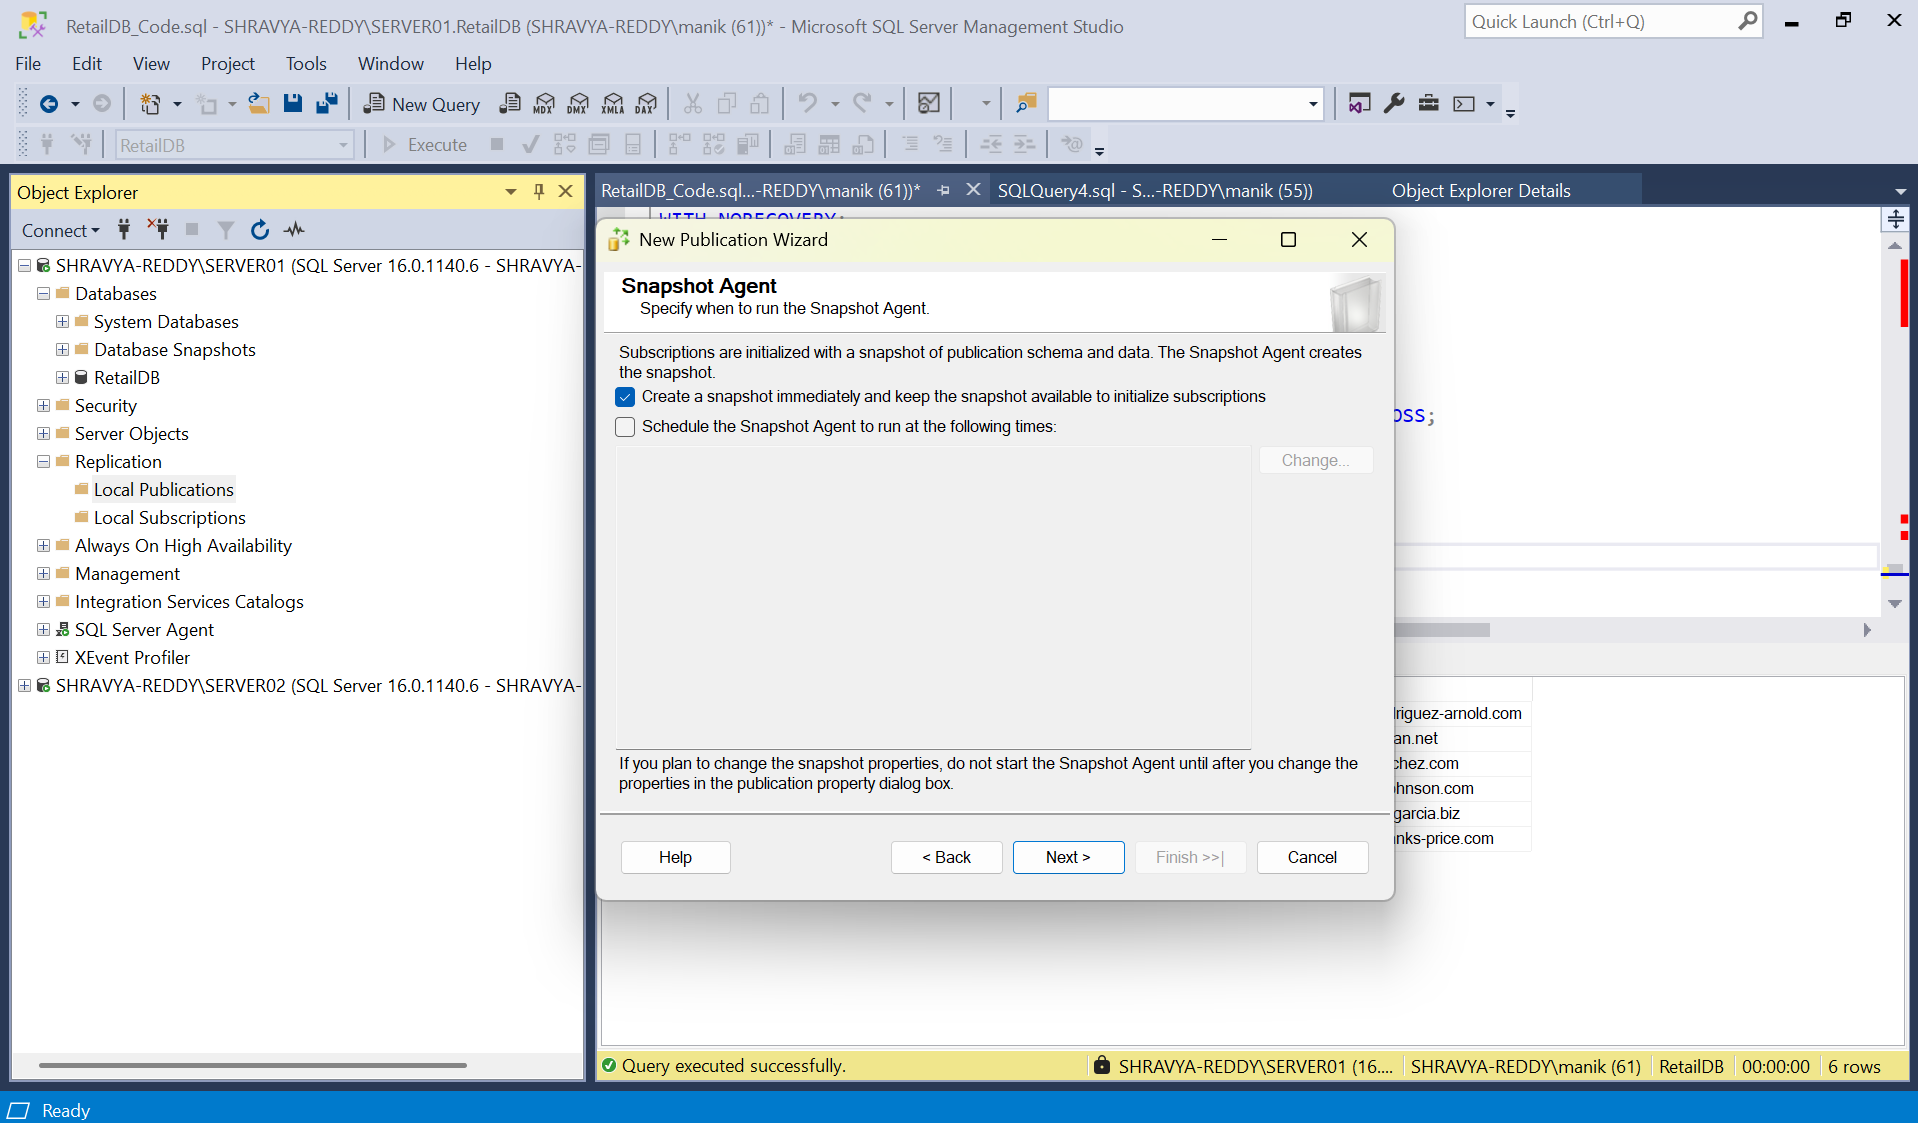 RetailDB_Code.sql - SHRAVYA-REDDY\SERVER01.RetailDB (SHRAVYA-REDDY\manik (61))* - Microsoft SQL Server Management Studio
Quick Launch (Ctrl+Q)
File Edit View Project Tools Window Help
New Query MDX DMX XMLA DAX
RetailDB Execute
Object Explorer
Connect
SHRAVYA-REDDY\SERVER01 (SQL Server 16.0.1140.6 - SHRAVYA-
Databases
System Databases
Database Snapshots
RetailDB
Security
Server Objects
Replication
Local Publications
Local Subscriptions
Always On High Availability
Management
Integration Services Catalogs
SQL Server Agent
XEvent Profiler
SHRAVYA-REDDY\SERVER02 (SQL Server 16.0.1140.6 - SHRAVYA-
RetailDB_Code.sql...-REDDY\manik (61))* SQLQuery4.sql - S...-REDDY\manik (55)) Object Explorer Details
WITH NORECOVERY;
New Publication Wizard
Snapshot Agent
Specify when to run the Snapshot Agent.
Subscriptions are initialized with a snapshot of publication schema and data. The Snapshot Agent creates
the snapshot.
Create a snapshot immediately and keep the snapshot available to initialize subscriptions
Schedule the Snapshot Agent to run at the following times:
Change...
If you plan to change the snapshot properties, do not start the Snapshot Agent until after you change the
properties in the publication property dialog box.
Help < Back Next > Finish >>| Cancel
oss;
driguez-arnold.com
an.net
chez.com
ohnson.com
garcia.biz
anks-price.com
Query executed successfully. SHRAVYA-REDDY\SERVER01 (16.... SHRAVYA-REDDY\manik (61) RetailDB 00:00:00 6 rows
Ready